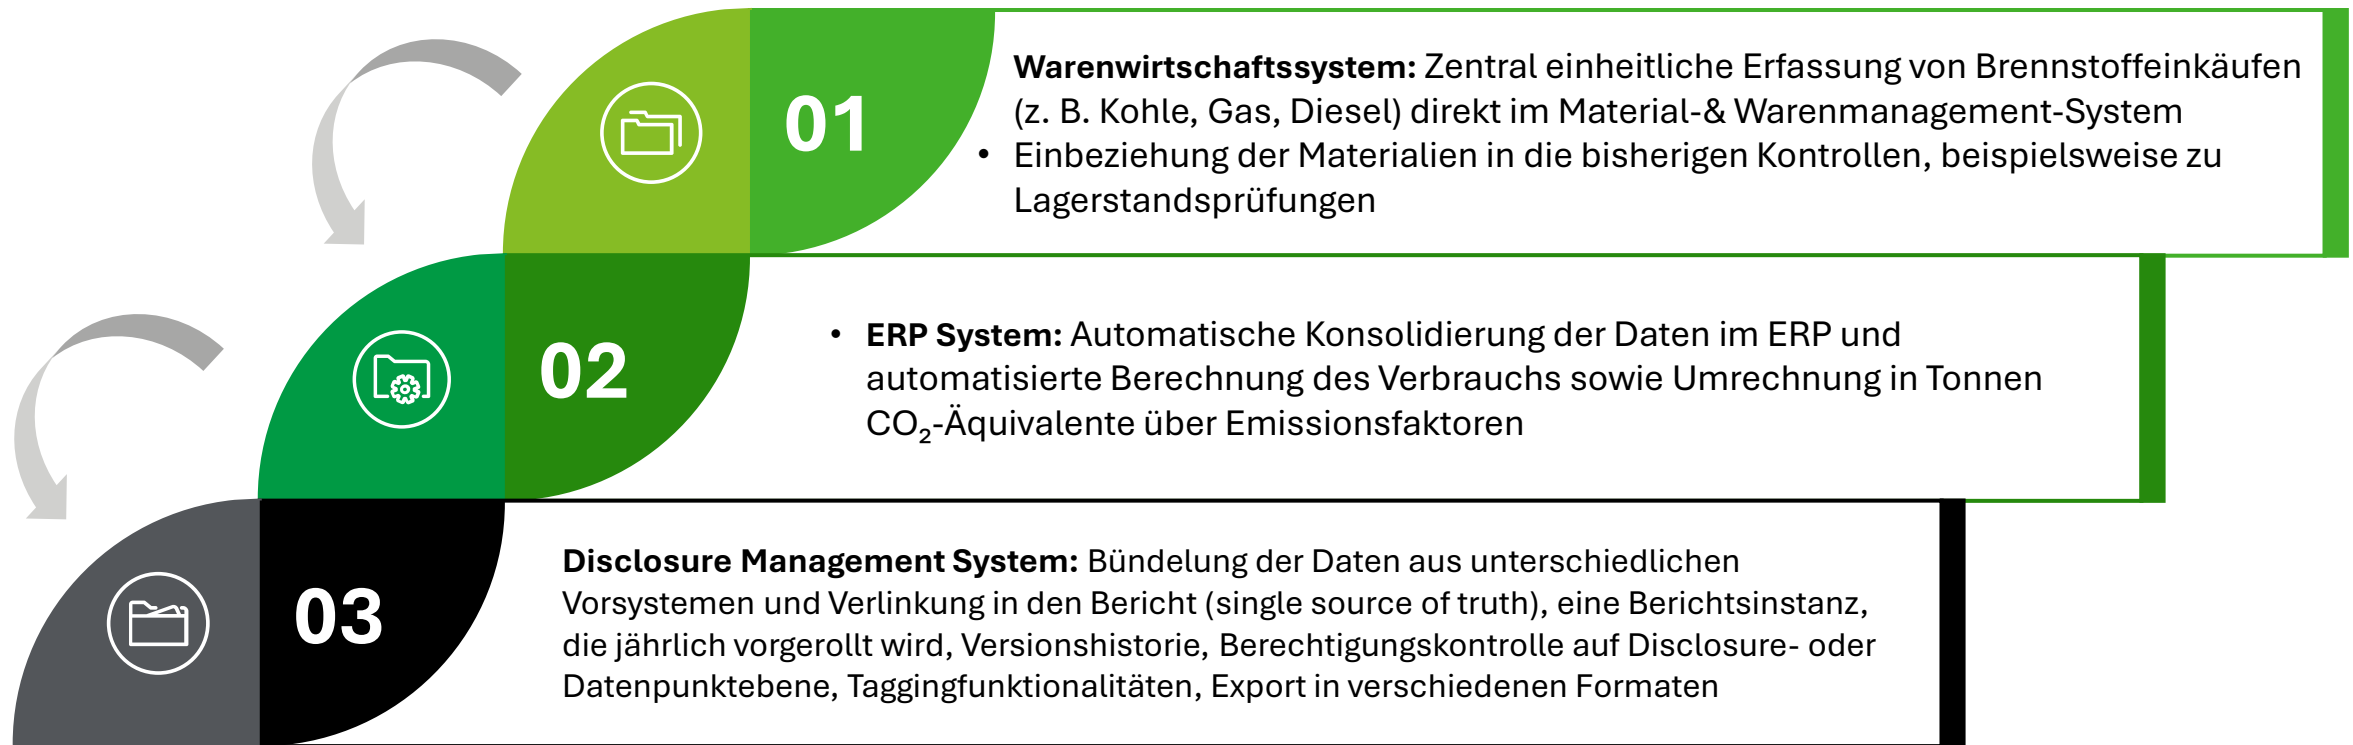 01
Warenwirtschaftssystem: Zentral einheitliche Erfassung von Brennstoffeinkäufen
(z. B. Kohle, Gas, Diesel) direkt im Material-& Warenmanagement-System
• Einbeziehung der Materialien in die bisherigen Kontrollen, beispielsweise zu
Lagerstandsprüfungen
02
• ERP System: Automatische Konsolidierung der Daten im ERP und
automatisierte Berechnung des Verbrauchs sowie Umrechnung in Tonnen
CO₂-Äquivalente über Emissionsfaktoren
03
Disclosure Management System: Bündelung der Daten aus unterschiedlichen
Vorsystemen und Verlinkung in den Bericht (single source of truth), eine Berichtsinstanz,
die jährlich vorgerollt wird, Versionshistorie, Berechtigungskontrolle auf Disclosure- oder
Datenpunktebene, Taggingfunktionalitäten, Export in verschiedenen Formaten